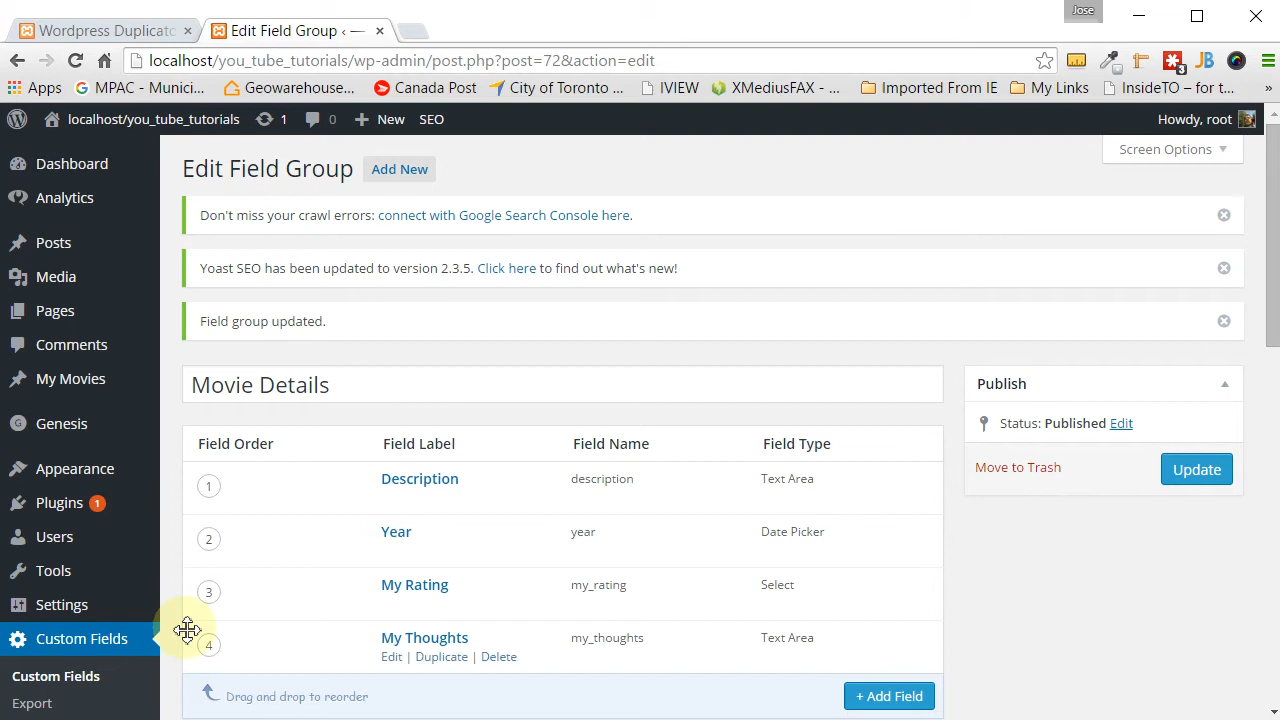 Jose
Wordpress Duplicato
Edit Field Group ‹ —
localhost/you_tube_tutorials/wp-admin/post.php?post=72&action=edit
Apps MPAC - Munici... Geowarehouse... Canada Post City of Toronto ... IVIEW XMediusFAX - ... Imported From IE My Links InsideTO – for t... »
localhost/you_tube_tutorials 1 0 New SEO Howdy, root
Screen Options
Dashboard
Analytics
Posts
Media
Pages
Comments
My Movies
Genesis
Appearance
Plugins 1
Users
Tools
Settings
Custom Fields
Custom Fields
Export
Edit Field Group Add New
Don't miss your crawl errors: connect with Google Search Console here.
Yoast SEO has been updated to version 2.3.5. Click here to find out what's new!
Field group updated.
Movie Details
Field Order Field Label Field Name Field Type
1 Description description Text Area
2 Year year Date Picker
3 My Rating my_rating Select
4 My Thoughts my_thoughts Text Area
Edit | Duplicate | Delete
Drag and drop to reorder + Add Field
Publish
Status: Published Edit
Move to Trash Update